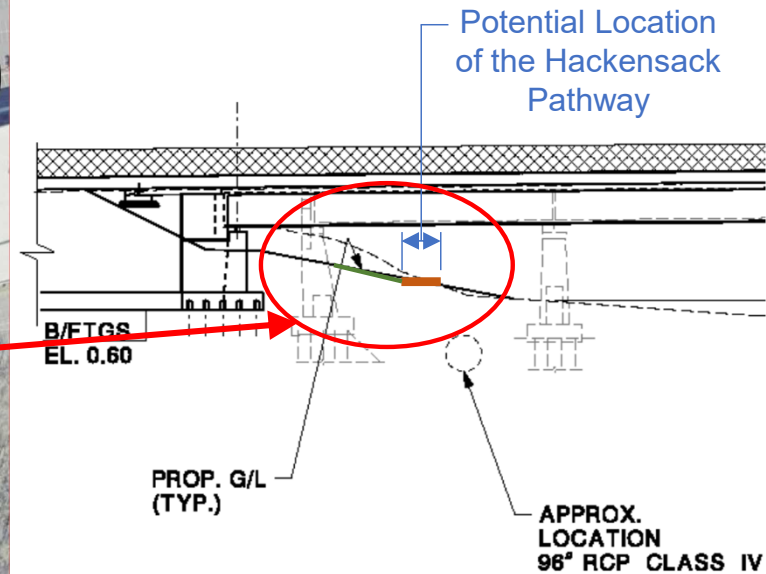 Potential Location
of the Hackensack
Pathway
B/FTGS
EL. 0.60
PROP. G/L
(TYP.)
APPROX.
LOCATION
96" RCP CLASS IV